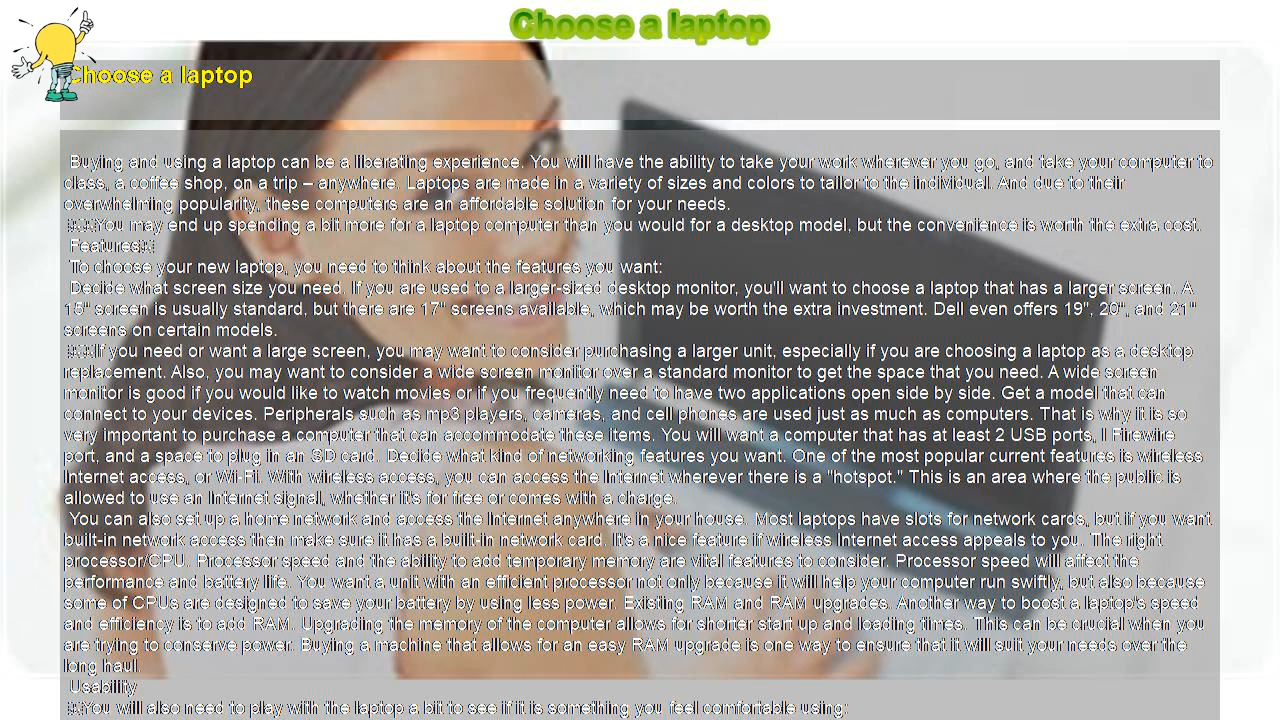 Choose a laptop
Choose a laptop
Buying and using a laptop can be a liberating experience. You will have the ability to take your work wherever you go, and take your computer to
class, a coffee shop, on a trip – anywhere. Laptops are made in a variety of sizes and colors to tailor to the individual. And due to their
overwhelming popularity, these computers are an affordable solution for your needs.
You may end up spending a bit more for a laptop computer than you would for a desktop model, but the convenience is worth the extra cost.
Features
To choose your new laptop, you need to think about the features you want:
Decide what screen size you need. If you are used to a larger-sized desktop monitor, you'll want to choose a laptop that has a larger screen. A
15" screen is usually standard, but there are 17" screens available, which may be worth the extra investment. Dell even offers 19", 20", and 21"
screens on certain models.
If you need or want a large screen, you may want to consider purchasing a larger unit, especially if you are choosing a laptop as a desktop
replacement. Also, you may want to consider a wide screen monitor over a standard monitor to get the space that you need. A wide screen
monitor is good if you would like to watch movies or if you frequently need to have two applications open side by side. Get a model that can
connect to your devices. Peripherals such as mp3 players, cameras, and cell phones are used just as much as computers. That is why it is so
very important to purchase a computer that can accommodate these items. You will want a computer that has at least 2 USB ports, I Firewire
port, and a space to plug in an SD card. Decide what kind of networking features you want. One of the most popular current features is wireless
Internet access, or Wi-Fi. With wireless access, you can access the Internet wherever there is a "hotspot." This is an area where the public is
allowed to use an Internet signal, whether it's for free or comes with a charge.
You can also set up a home network and access the Internet anywhere in your house. Most laptops have slots for network cards, but if you want
built-in network access then make sure it has a built-in network card. It's a nice feature if wireless Internet access appeals to you. The right
processor/CPU. Processor speed and the ability to add temporary memory are vital features to consider. Processor speed will affect the
performance and battery life. You want a unit with an efficient processor not only because it will help your computer run swiftly, but also because
some of CPUs are designed to save your battery by using less power. Existing RAM and RAM upgrades. Another way to boost a laptop's speed
and efficiency is to add RAM. Upgrading the memory of the computer allows for shorter start up and loading times. This can be crucial when you
are trying to conserve power. Buying a machine that allows for an easy RAM upgrade is one way to ensure that it will suit your needs over the
long haul.
Usability
You will also need to play with the laptop a bit to see if it is something you feel comfortable using: